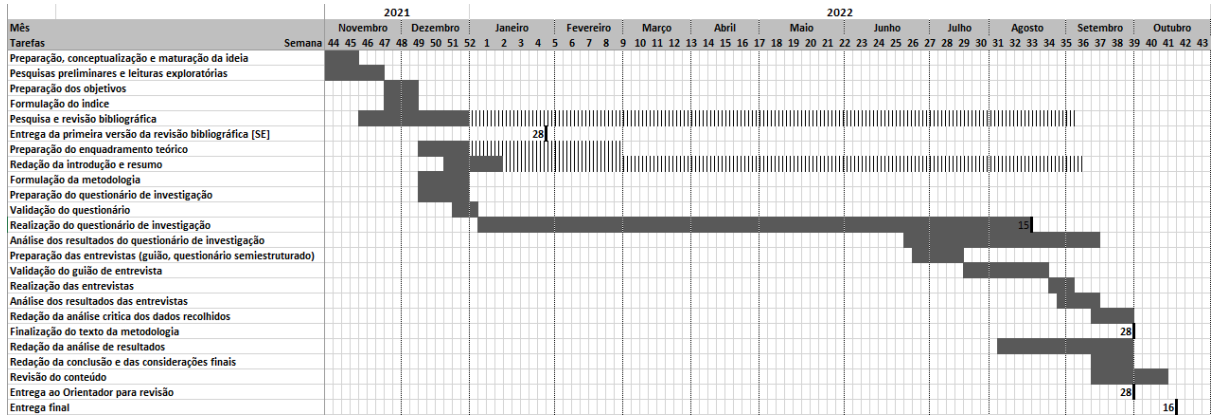 2021 2022
Mês Novembro Dezembro Janeiro Fevereiro Março Abril Maio Junho Julho Agosto Setembro Outubro
Tarefas Semana 44 45 46 47 48 49 50 51 52 1 2 3 4 5 6 7 8 9 10 11 12 13 14 15 16 17 18 19 20 21 22 23 24 25 26 27 28 29 30 31 32 33 34 35 36 37 38 39 40 41 42 43
Preparação, conceptualização e maturação da ideia
Pesquisas preliminares e leituras exploratórias
Preparação dos objetivos
Formulação do indice
Pesquisa e revisão bibliográfica
Entrega da primeira versão da revisão bibliográfica [SE] 28
Preparação do enquadramento teórico
Redação da introdução e resumo
Formulação da metodologia
Preparação do questionário de investigação
Validação do questionário
Realização do questionário de investigação 15
Análise dos resultados do questionário de investigação
Preparação das entrevistas (guião, questionário semiestruturado)
Validação do guião de entrevista
Realização das entrevistas
Análise dos resultados das entrevistas
Redação da análise critica dos dados recolhidos
Finalização do texto da metodologia 28
Redação da análise de resultados
Redação da conclusão e das considerações finais
Revisão do conteúdo
Entrega ao Orientador para revisão 28
Entrega final 16